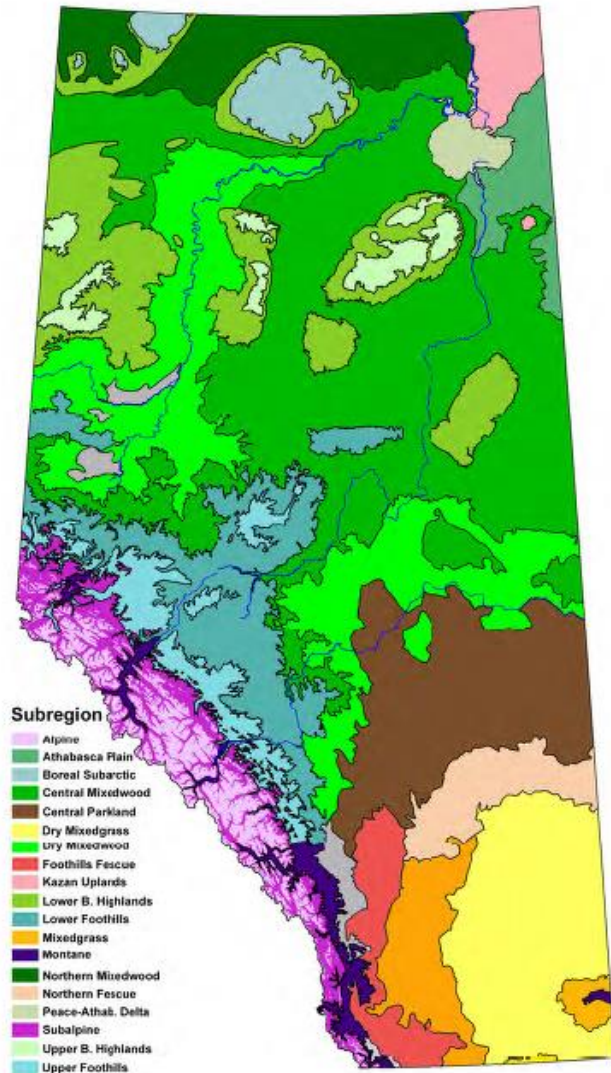 Subregion
Alpine
Athabasca Plain
Boreal Subarctic
Central Mixedwood
Central Parkland
Dry Mixedgrass
Dry Mixedwood
Foothills Fescue
Kazan Uplands
Lower B. Highlands
Lower Foothills
Mixedgrass
Montane
Northern Mixedwood
Northern Fescue
Peace-Athab. Delta
Subalpine
Upper B. Highlands
Upper Foothills